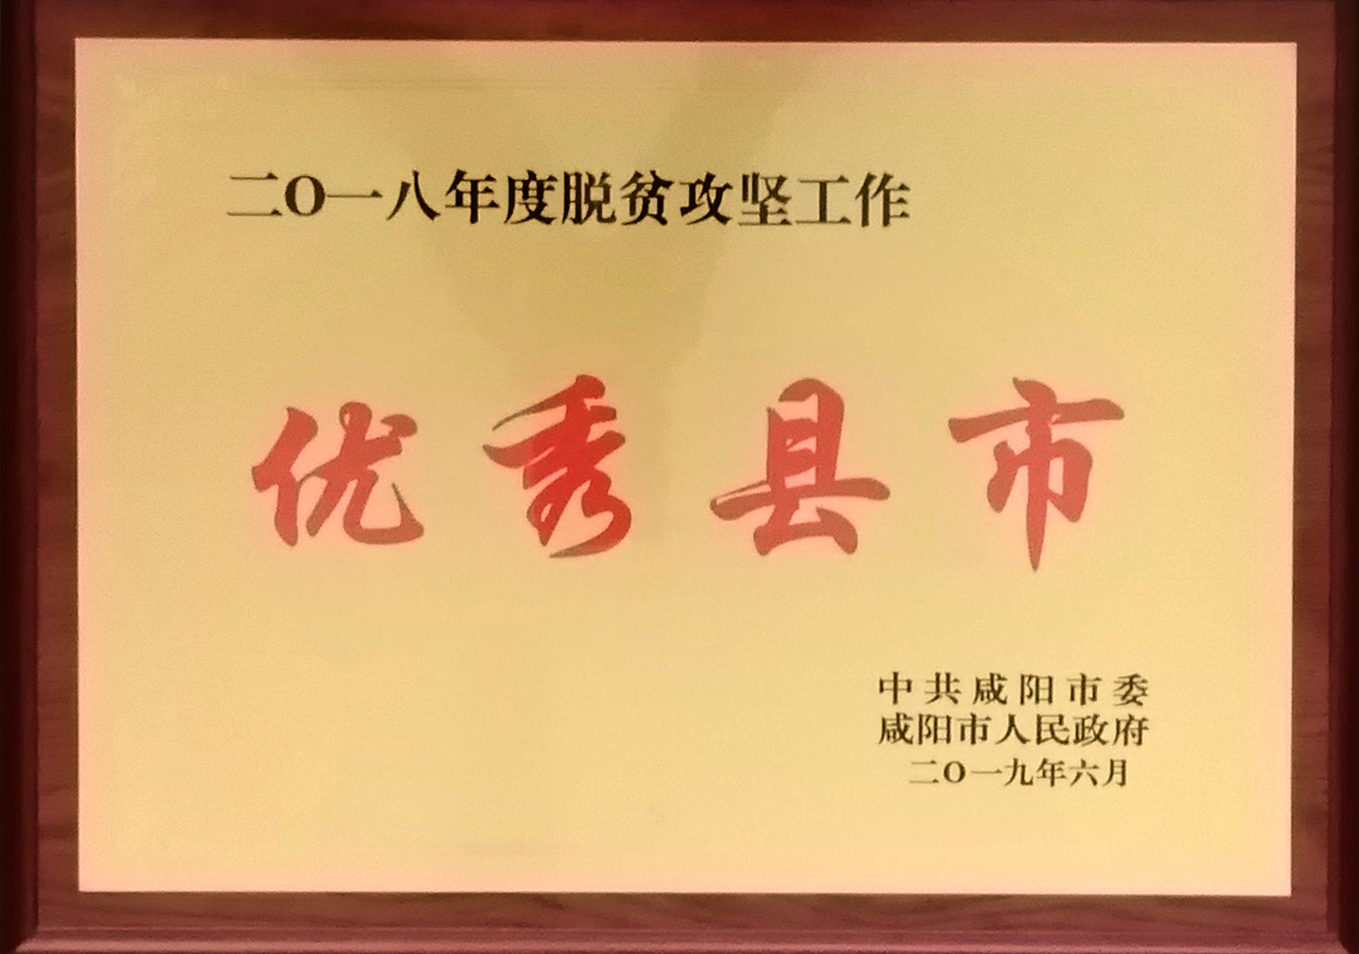 二〇一八年度脱贫攻坚工作
优秀县市
中共咸阳市委
咸阳市人民政府
二〇一九年六月